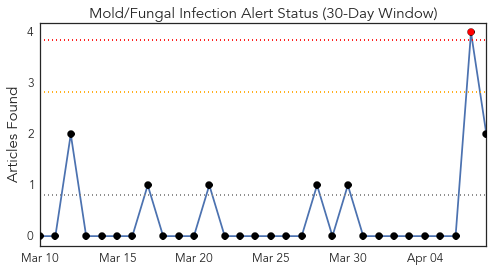 Mold/Fungal Infection Alert Status (30-Day Window)
Articles Found
4
3
2
1
0
Mar 10
Mar 15
Mar 20
Mar 25
Mar 30
Apr 04